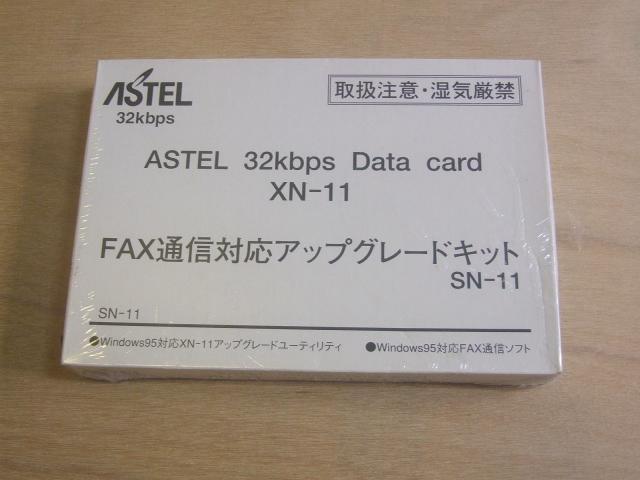 ASTEL
32kbps
取扱注意・湿気厳禁
ASTEL 32kbps Data card
XN-11
FAX通信対応アップグレードキット
SN-11
SN-11
●Windows95対応XN-11アップグレードユーティリティ ●Windows95対応FAX通信ソフト